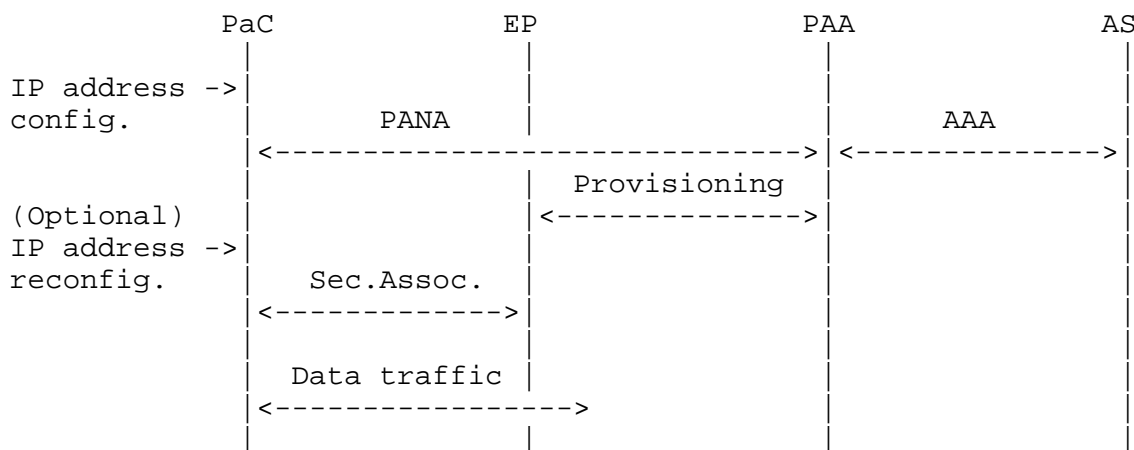 PaC EP PAA AS
IP address ->
config. PANA AAA
<------------------------------->|<--------------->
Provisioning
(Optional) <-------------->
IP address ->
reconfig. Sec.Assoc.
<------------->
Data traffic
<------------------>